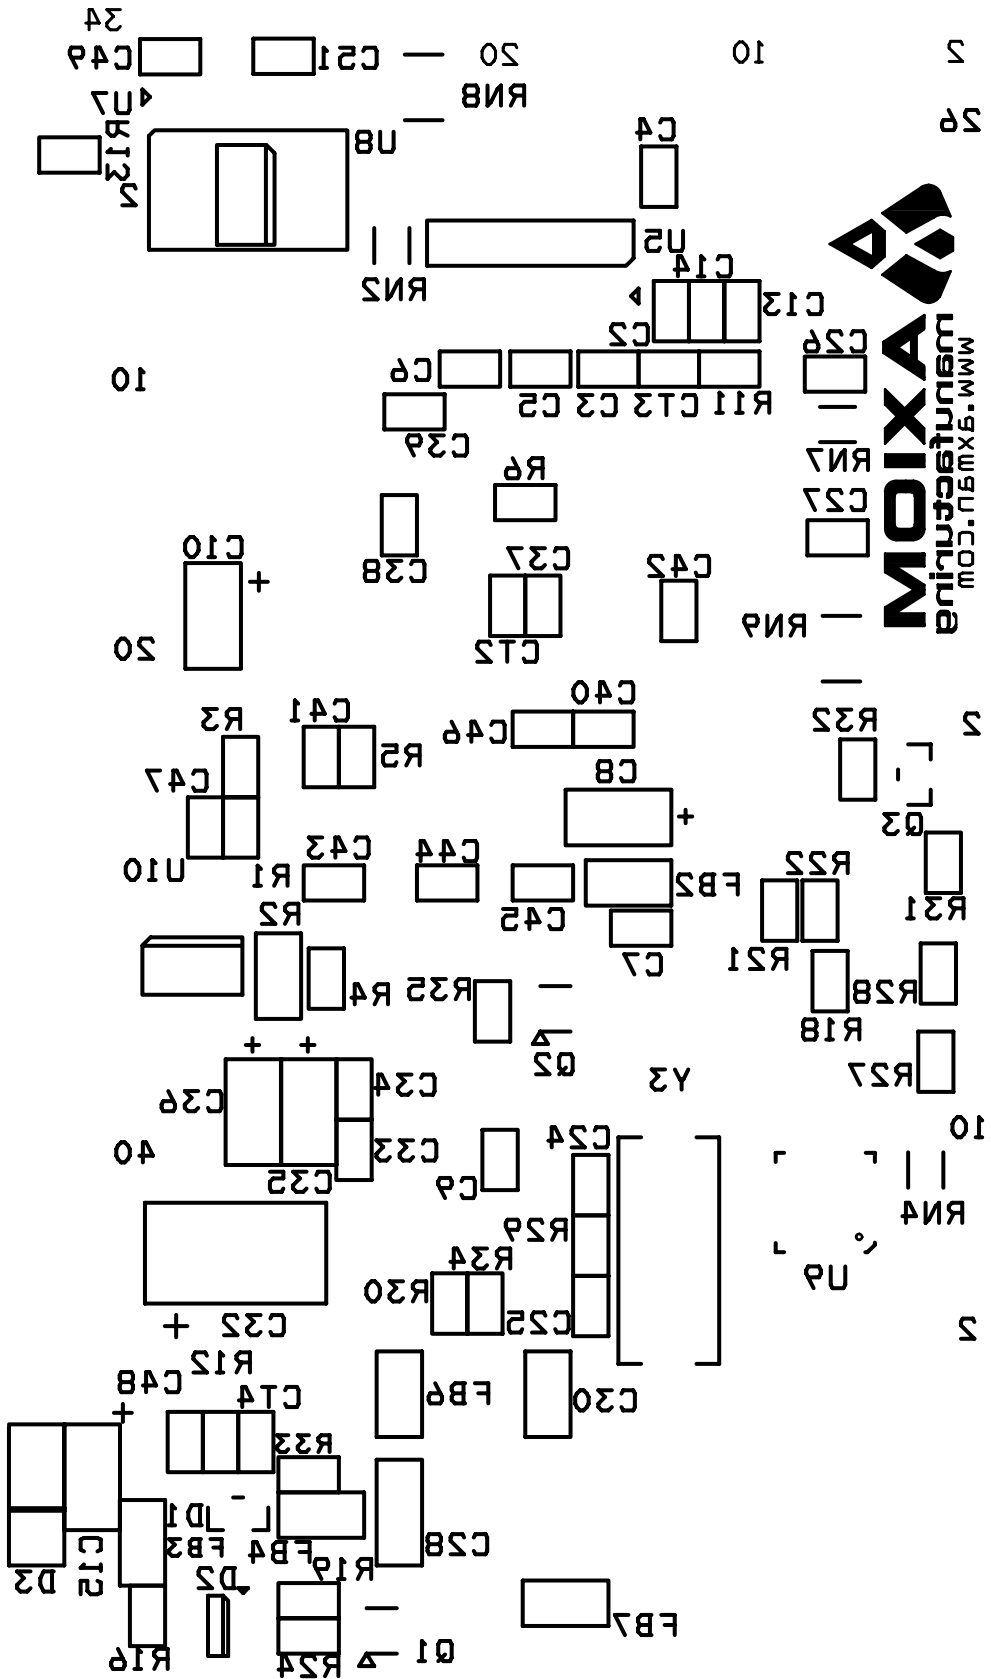 34
C49
C51
20
10
2
U7
RN8
26
R13
U8
C4
2
U5
RN2
C14
C13
C2
C26
10
C6
C5
C3
CT3
R11
C39
RN7
R6
C27
MOIXA
manufacturing
www.axman.com
C10
C38
C37
C42
20
CT2
RN9
R3
C41
C40
R32
2
C46
R5
C47
C8
Q3
U10
R1
C43
C44
FB2
R22
R2
C45
R31
C7
R21
R4
R35
R28
R18
Q2
Y3
R27
C36
C34
40
C33
C24
10
C35
C9
RN4
R29
R34
R30
U9
C32
C25
2
R12
C48
CT4
FB6
C30
R33
D1
FB3
FB4
C28
C15
D3
D2
R19
FB7
R16
R24
Q1